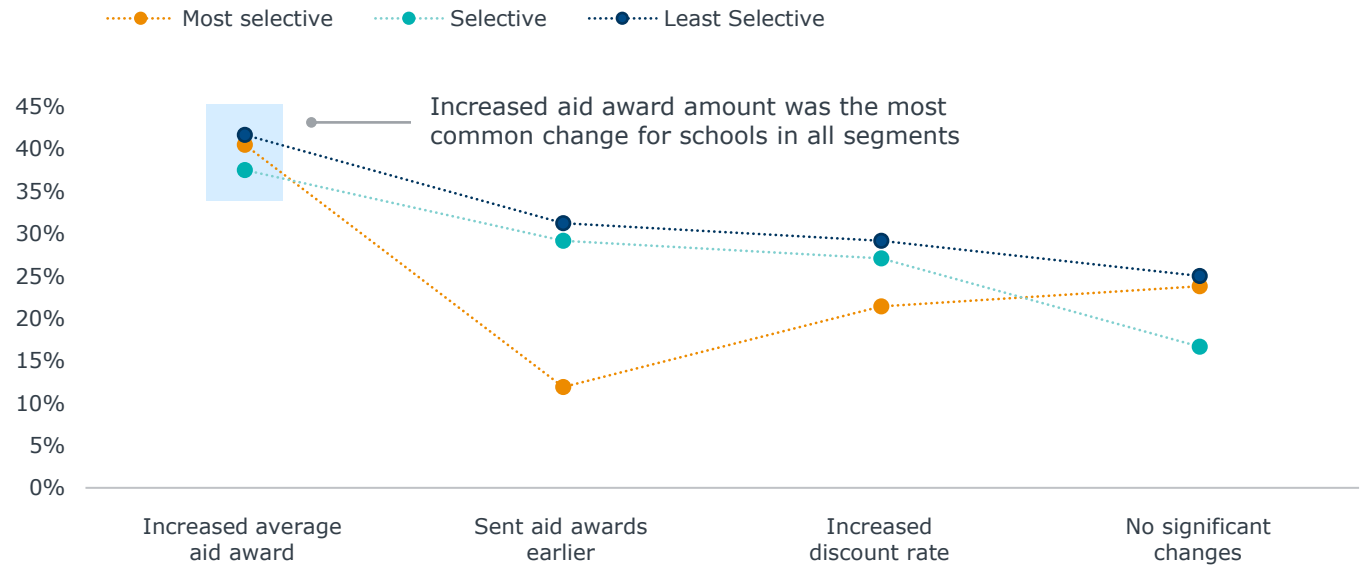 Most selective
Selective
Least Selective
Increased aid award amount was the most
common change for schools in all segments
45%
40%
35%
30%
25%
20%
15%
10%
5%
0%
Increased average
aid award
Sent aid awards
earlier
Increased
discount rate
No significant
changes